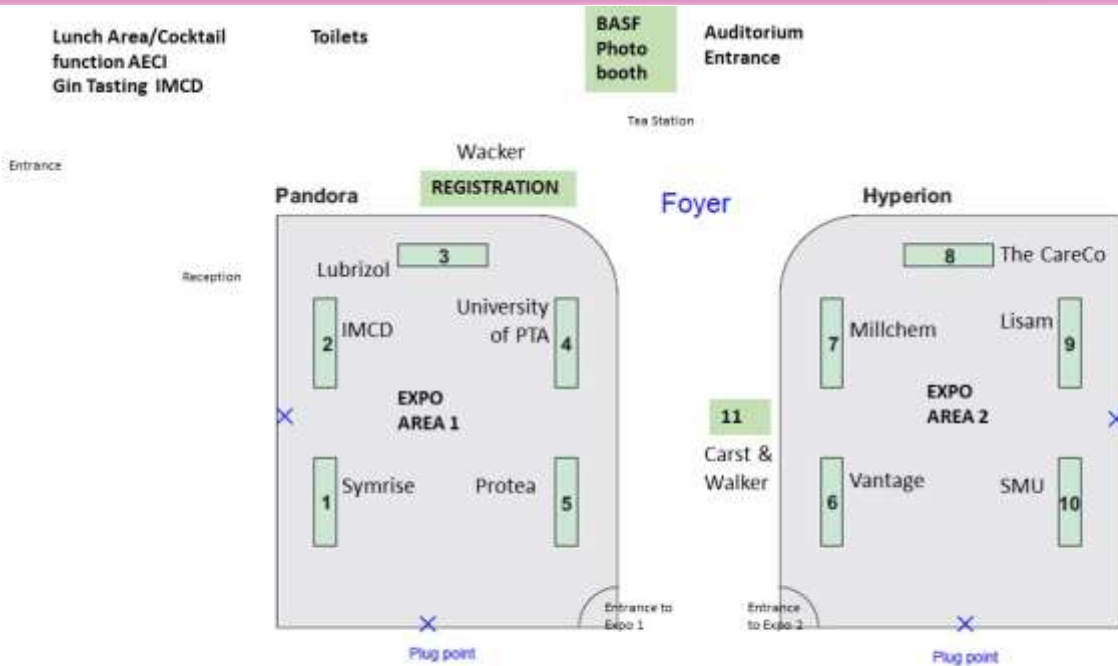 Lunch Area/Cocktail
function AECI
Gin Tasting IMCD
Toilets
BASF
Photo
booth
Auditorium
Entrance
Tea Station
Entrance
Wacker
REGISTRATION
Pandora
Foyer
Hyperion
Reception
3
Lubrizol
2
IMCD
University
of PTA
4
EXPO
AREA 1
1
Symrise
Protea
5
Entrance to
Expo 1
Plug point
8
The CareCo
7
Millchem
Lisam
9
EXPO
AREA 2
11
Carst &
Walker
6
Vantage
SMU
10
Entrance
to Expo 2
Plug point